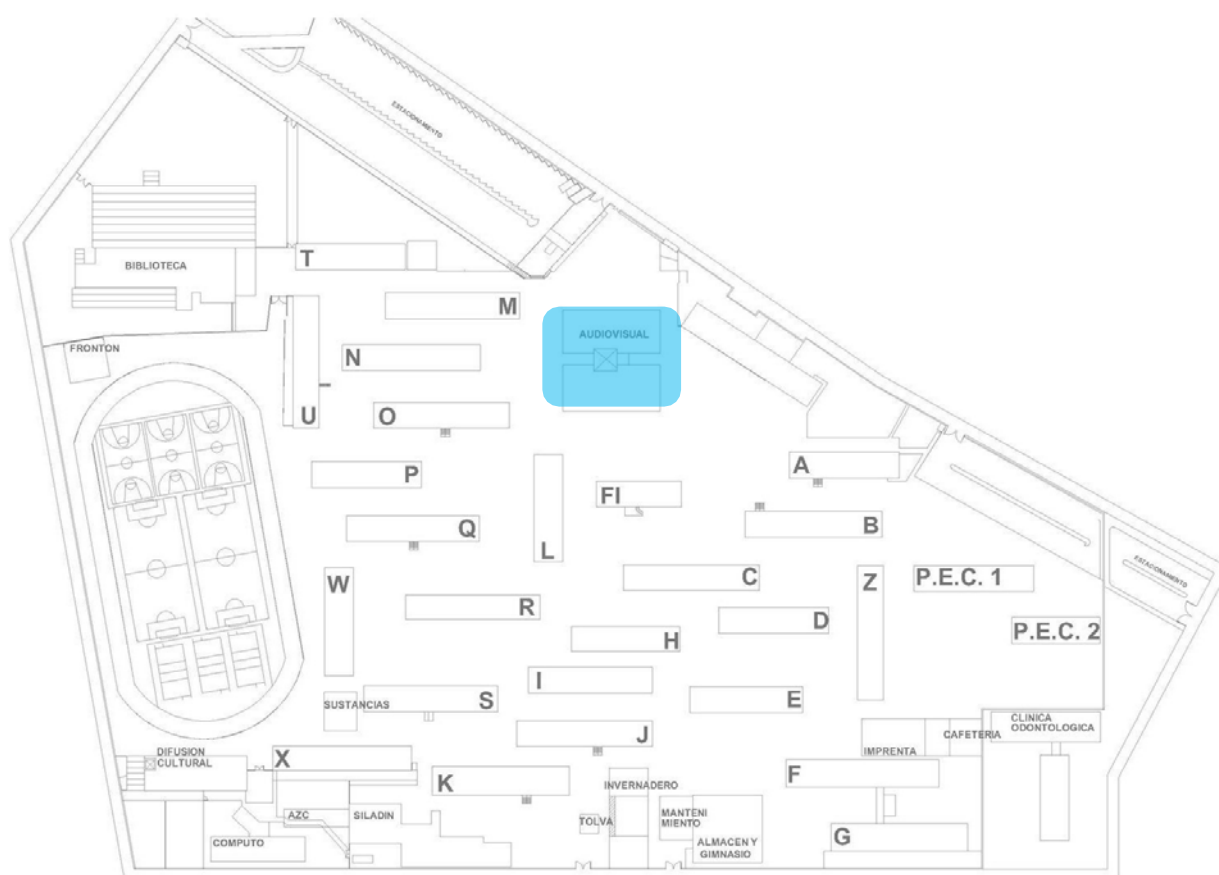 ESTACIONAMIENTO
T
BIBLIOTECA
M
AUDIOVISUAL
FRONTON
N
U
O
A
P
FI
B
Q
L
W
C
Z
P.E.C. 1
ESTACIONAMIENTO
R
D
P.E.C. 2
H
I
S
SUSTANCIAS
E
J
CLINICA
ODONTOLOGICA
CAFETERIA
DIFUSION
CULTURAL
X
IMPRENTA
K
F
INVERNADERO
AZC
SILADIN
TOLVA
MANTENI
MIENTO
G
COMPUTO
ALMACEN Y
GIMNASIO